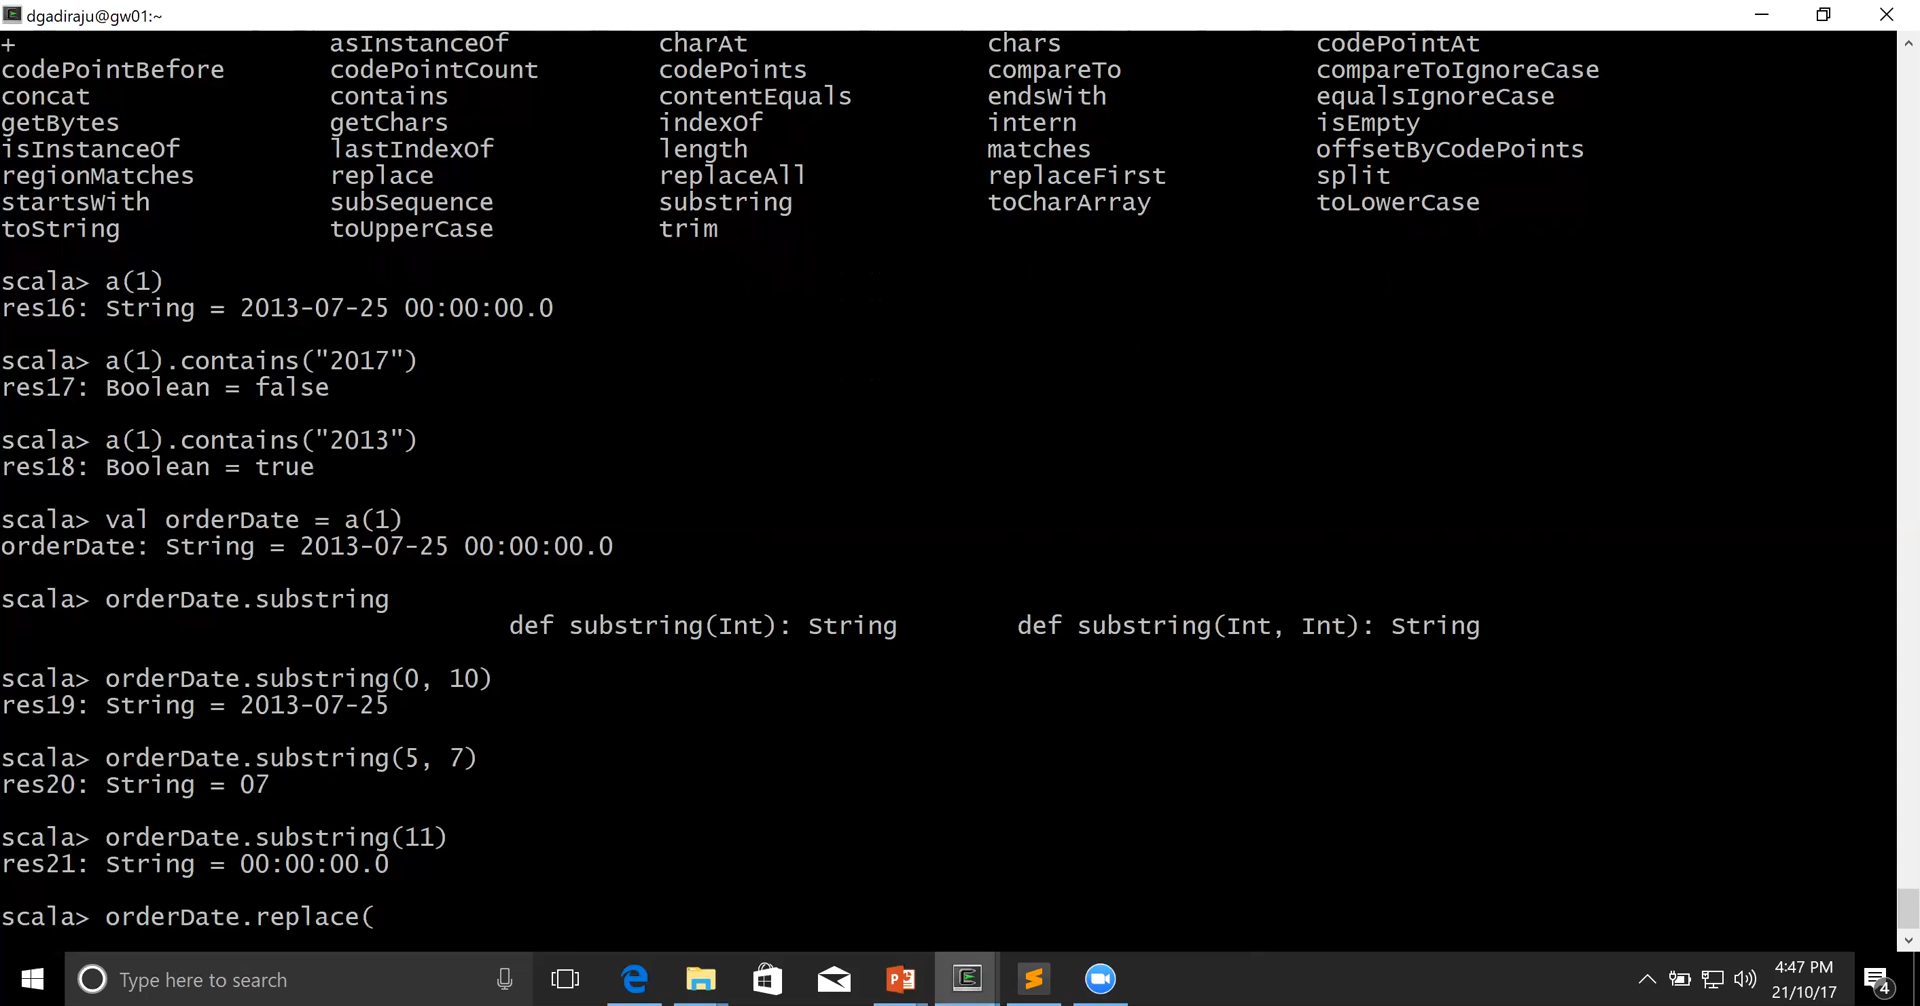 dgadiraju@gw01:~
+ asInstanceOf charAt chars codePointAt
codePointBefore codePointCount codePoints compareTo compareToIgnoreCase
concat contains contentEquals endsWith equalsIgnoreCase
getBytes getChars indexOf intern isEmpty
isInstanceOf lastIndexOf length matches offsetByCodePoints
regionMatches replace replaceAll replaceFirst split
startsWith subSequence substring toCharArray toLowerCase
toString toUpperCase trim
scala> a(1)
res16: String = 2013-07-25 00:00:00.0
scala> a(1).contains("2017")
res17: Boolean = false
scala> a(1).contains("2013")
res18: Boolean = true
scala> val orderDate = a(1)
orderDate: String = 2013-07-25 00:00:00.0
scala> orderDate.substring
def substring(Int): String def substring(Int, Int): String
scala> orderDate.substring(0, 10)
res19: String = 2013-07-25
scala> orderDate.substring(5, 7)
res20: String = 07
scala> orderDate.substring(11)
res21: String = 00:00:00.0
scala> orderDate.replace(
Type here to search
4:47 PM
21/10/17
4